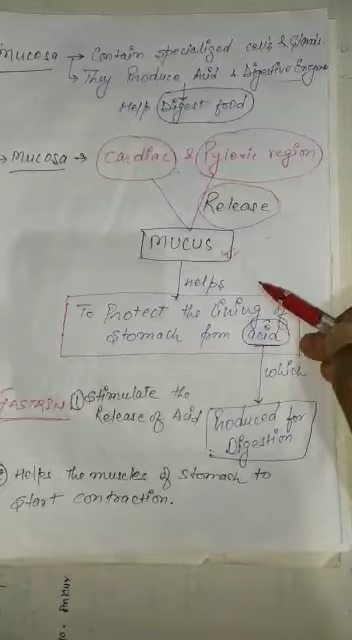 Mucosa → Contain specialized cells & Glands.
→ They Produce Acid & Digestive Enzyme
Help Digest food
→ Mucosa → Cardiac & Pyloric region
Release
MUCUS
Helps
To Protect the lining of
Stomach from acid
which
GASTRIN ① Stimulate the
Release of Acid
Produced for
Digestion
② Helps the muscles of stomach to
start contraction.